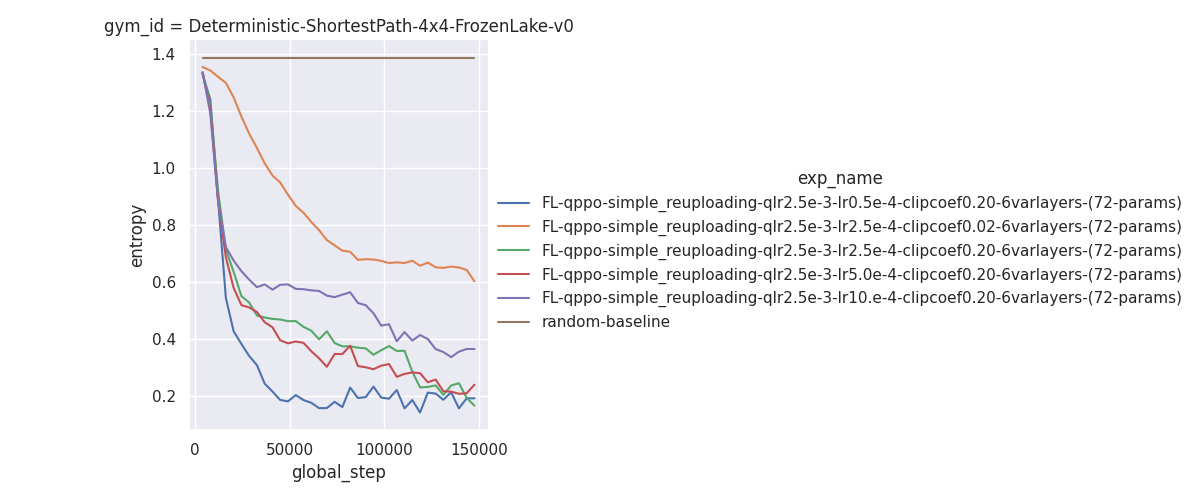 gym_id = Deterministic-ShortestPath-4x4-FrozenLake-v0
1.4
1.2
1.0
0.8
0.6
0.4
0.2
entropy
0
50000
100000
150000
global_step
exp_name
FL-qppo-simple_reuploading-qlr2.5e-3-lr0.5e-4-clipcoef0.20-6varlayers-(72-params)
FL-qppo-simple_reuploading-qlr2.5e-3-lr2.5e-4-clipcoef0.02-6varlayers-(72-params)
FL-qppo-simple_reuploading-qlr2.5e-3-lr2.5e-4-clipcoef0.20-6varlayers-(72-params)
FL-qppo-simple_reuploading-qlr2.5e-3-lr5.0e-4-clipcoef0.20-6varlayers-(72-params)
FL-qppo-simple_reuploading-qlr2.5e-3-lr10.e-4-clipcoef0.20-6varlayers-(72-params)
random-baseline